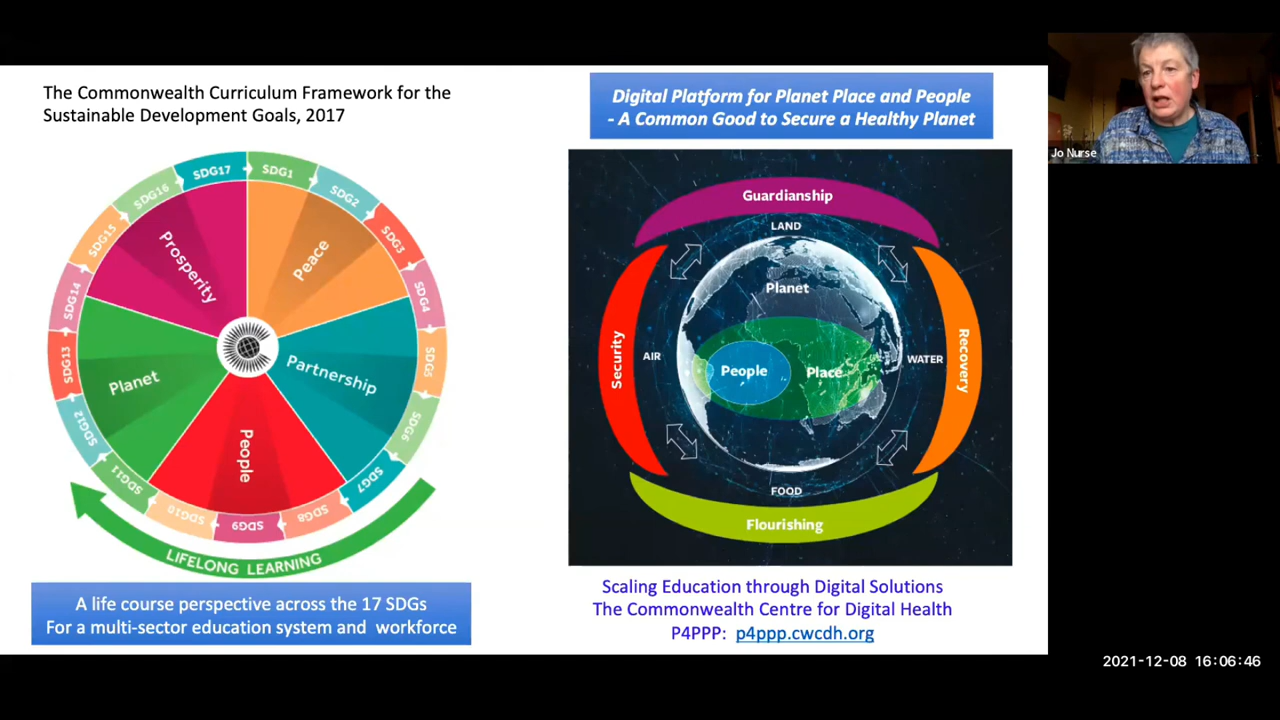 The Commonwealth Curriculum Framework for the
Sustainable Development Goals, 2017
SDG1
SDG2
SDG3
SDG4
SDG5
SDG6
SDG7
SDG8
SDG9
SDG10
SDG11
SDG12
SDG13
SDG14
SDG15
SDG16
SDG17
Peace
Partnership
People
Planet
Prosperity
LIFELONG LEARNING
A life course perspective across the 17 SDGs
For a multi-sector education system and workforce
Digital Platform for Planet Place and People
- A Common Good to Secure a Healthy Planet
Guardianship
LAND
Planet
Security
AIR
People
Place
WATER
Recovery
FOOD
Flourishing
Scaling Education through Digital Solutions
The Commonwealth Centre for Digital Health
P4PPP: p4ppp.cwcdh.org
Jo Nurse
2021-12-08 16:06:46